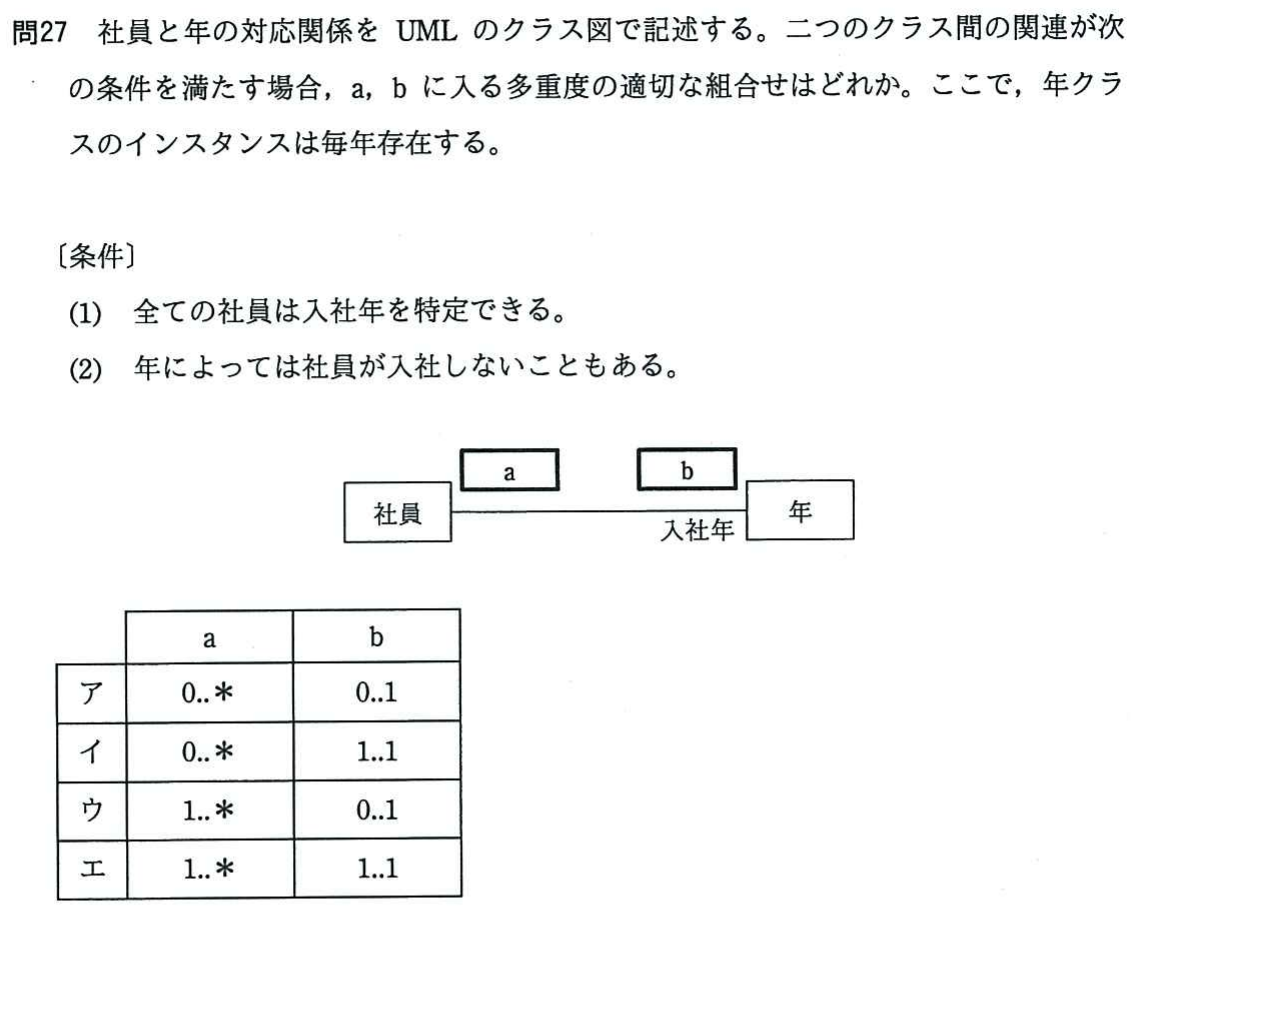 問27 社員と年の対応関係を UML のクラス図で記述する。二つのクラス間の関連が次
の条件を満たす場合，a，b に入る多重度の適切な組合せはどれか。ここで，年クラ
スのインスタンスは毎年存在する。
〔条件〕
(1) 全ての社員は入社年を特定できる。
(2) 年によっては社員が入社しないこともある。
a b
社員 年
入社年
a b
ア 0..* 0..1
イ 0..* 1..1
ウ 1..* 0..1
エ 1..* 1..1